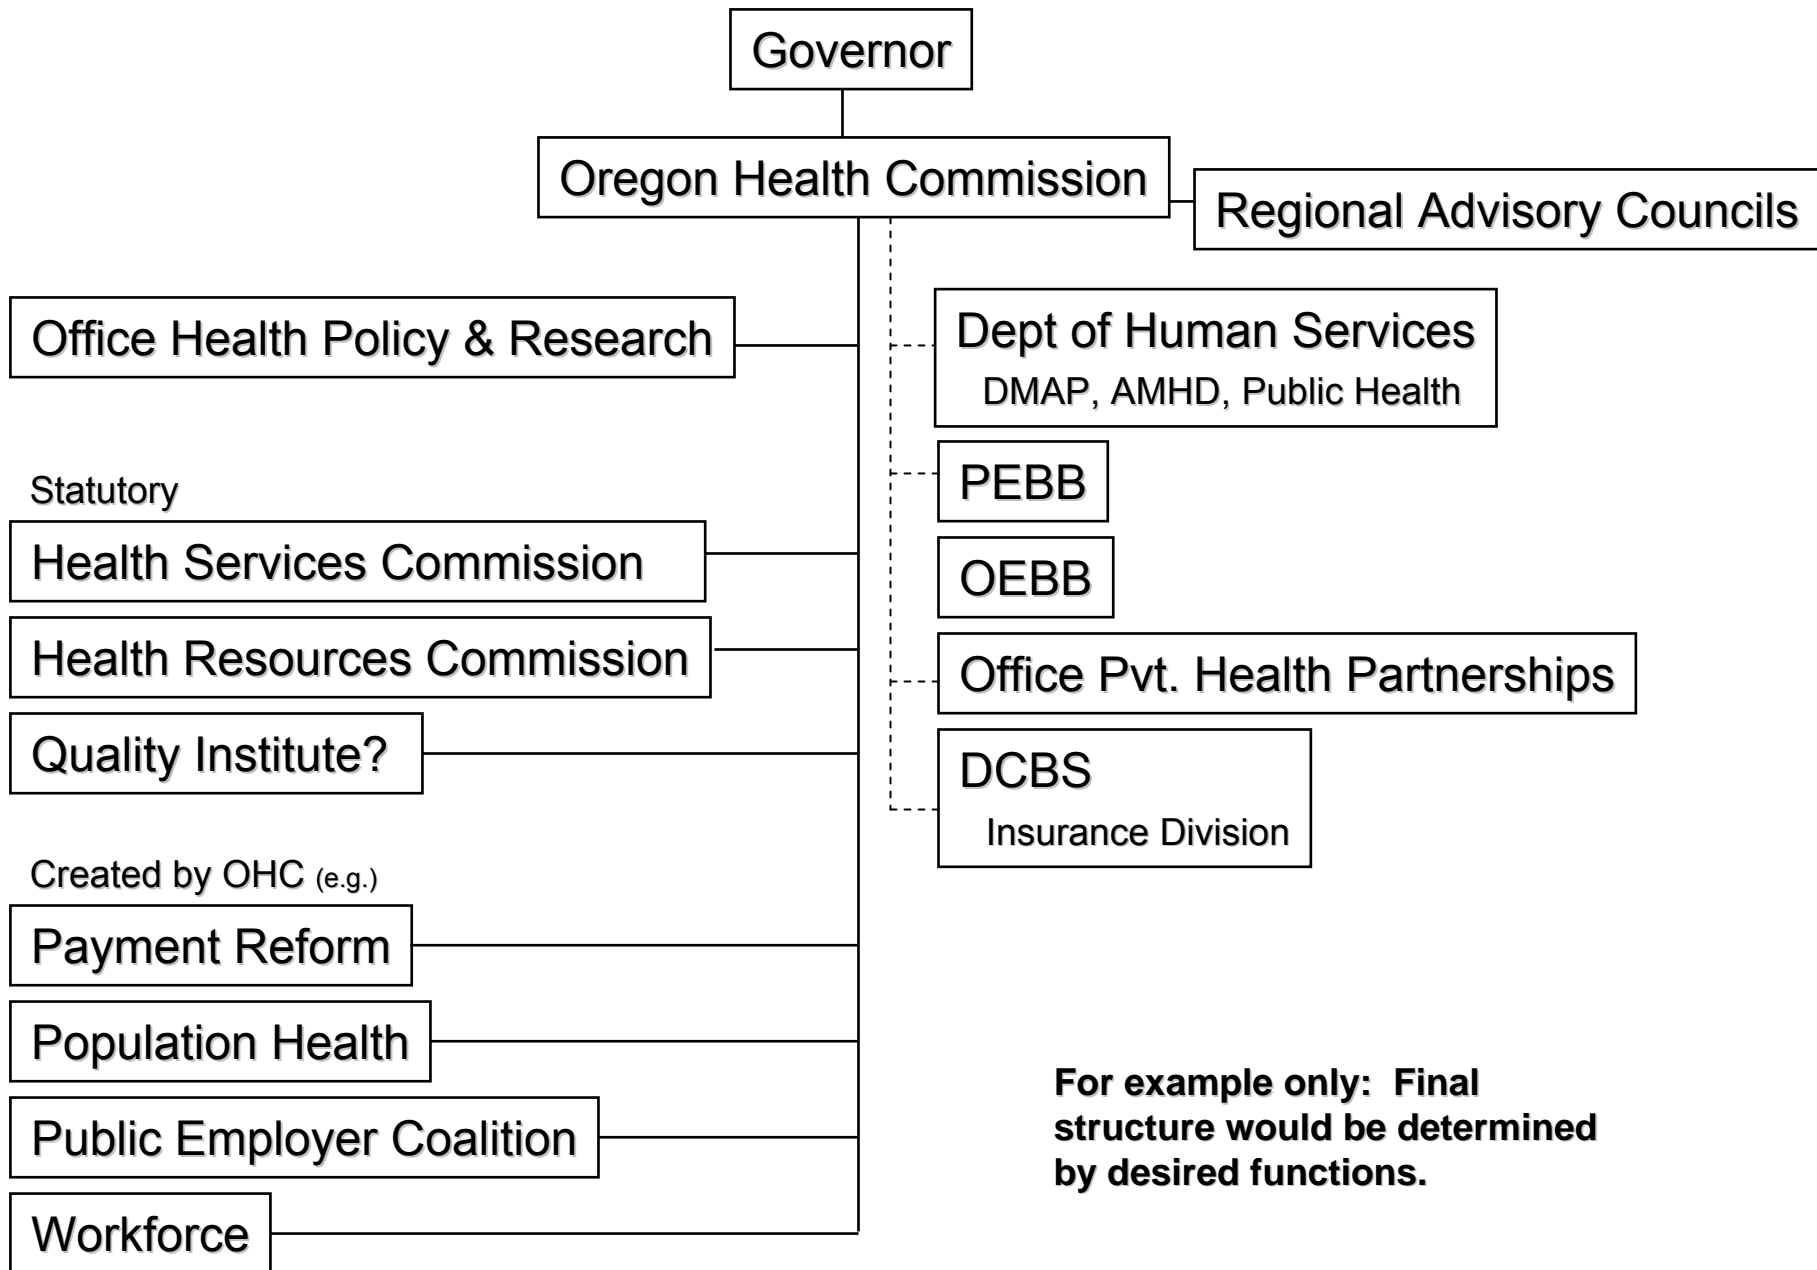 Governor
Oregon Health Commission
Regional Advisory Councils
Office Health Policy & Research
Statutory
Health Services Commission
Health Resources Commission
Quality Institute?
Created by OHC (e.g.)
Payment Reform
Population Health
Public Employer Coalition
Workforce
Dept of Human Services
DMAP, AMHD, Public Health
PEBB
OEBB
Office Pvt. Health Partnerships
DCBS
Insurance Division
For example only:  Final
structure would be determined
by desired functions.